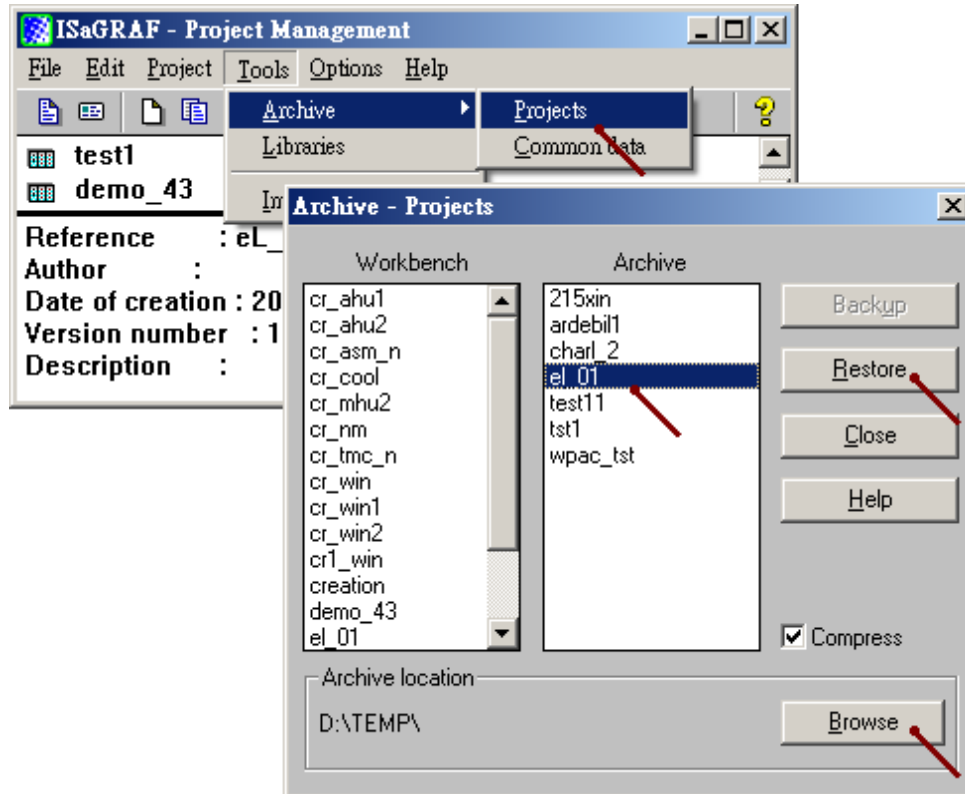 ISaGRAF - Project Management
File Edit Project Tools Options Help
Archive
Libraries
Im
Projects
Common data
test1
demo_43
Reference : eL_
Author :
Date of creation : 20
Version number : 1
Description :
Archive - Projects
Workbench
cr_ahu1
cr_ahu2
cr_asm_n
cr_cool
cr_mhu2
cr_nm
cr_tmc_n
cr_win
cr_win1
cr_win2
cr1_win
creation
demo_43
el_01
Archive
215xin
ardebil1
charl_2
el_01
test11
tst1
wpac_tst
Backup
Restore
Close
Help
Compress
Archive location
D:\TEMP\
Browse